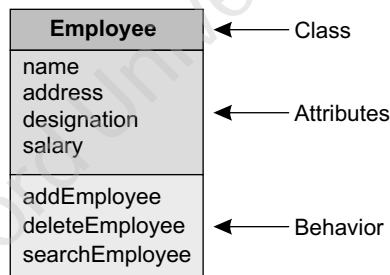 Employee
Class
name
address
designation
salary
Attributes
addEmployee
deleteEmployee
searchEmployee
Behavior